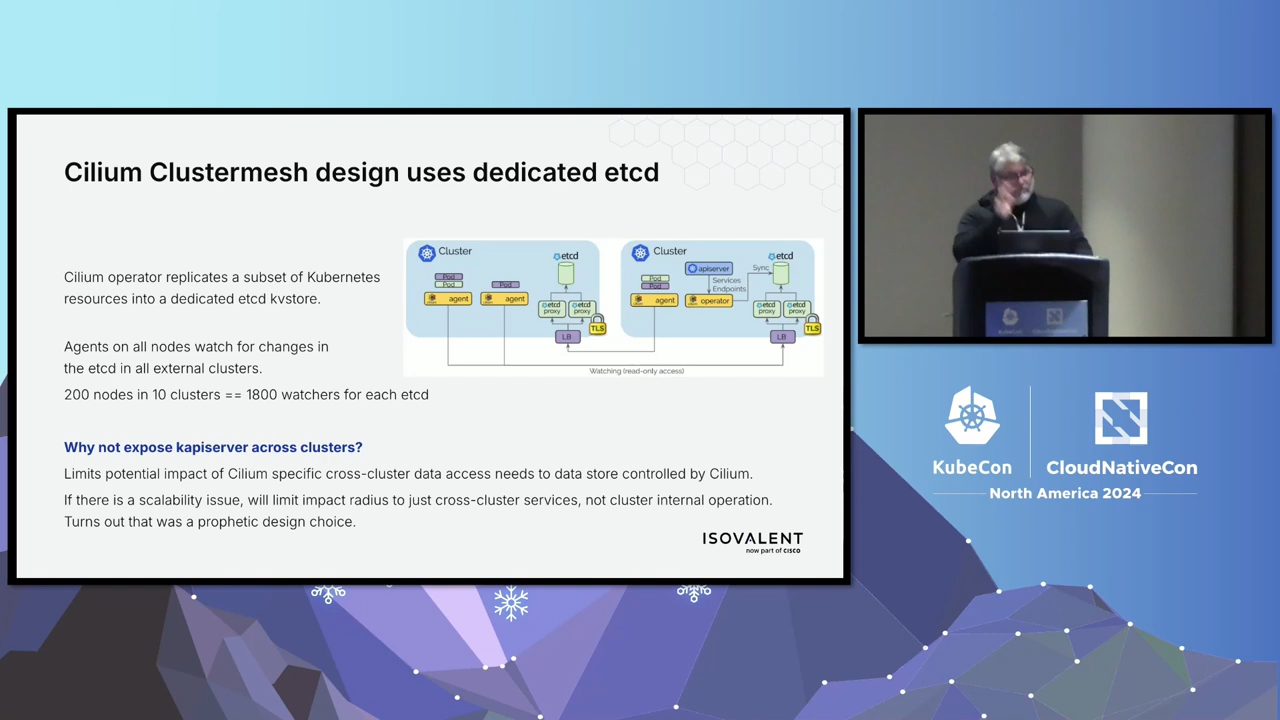 Cilium Clustermesh design uses dedicated etcd
Cilium operator replicates a subset of Kubernetes
resources into a dedicated etcd kvstore.
Agents on all nodes watch for changes in
the etcd in all external clusters.
200 nodes in 10 clusters == 1800 watchers for each etcd
Cluster
etcd
Pod
Pod
Pod
agent
agent
etcd
proxy
etcd
proxy
TLS
LB
Cluster
apiserver
Sync
etcd
Pod
Pod
Services
Endpoints
agent
operator
etcd
proxy
etcd
proxy
TLS
LB
Watching (read-only access)
Why not expose kapiserver across clusters?
Limits potential impact of Cilium specific cross-cluster data access needs to data store controlled by Cilium.
If there is a scalability issue, will limit impact radius to just cross-cluster services, not cluster internal operation.
Turns out that was a prophetic design choice.
ISOVALENT
now part of CISCO
KubeCon
CloudNativeCon
North America 2024